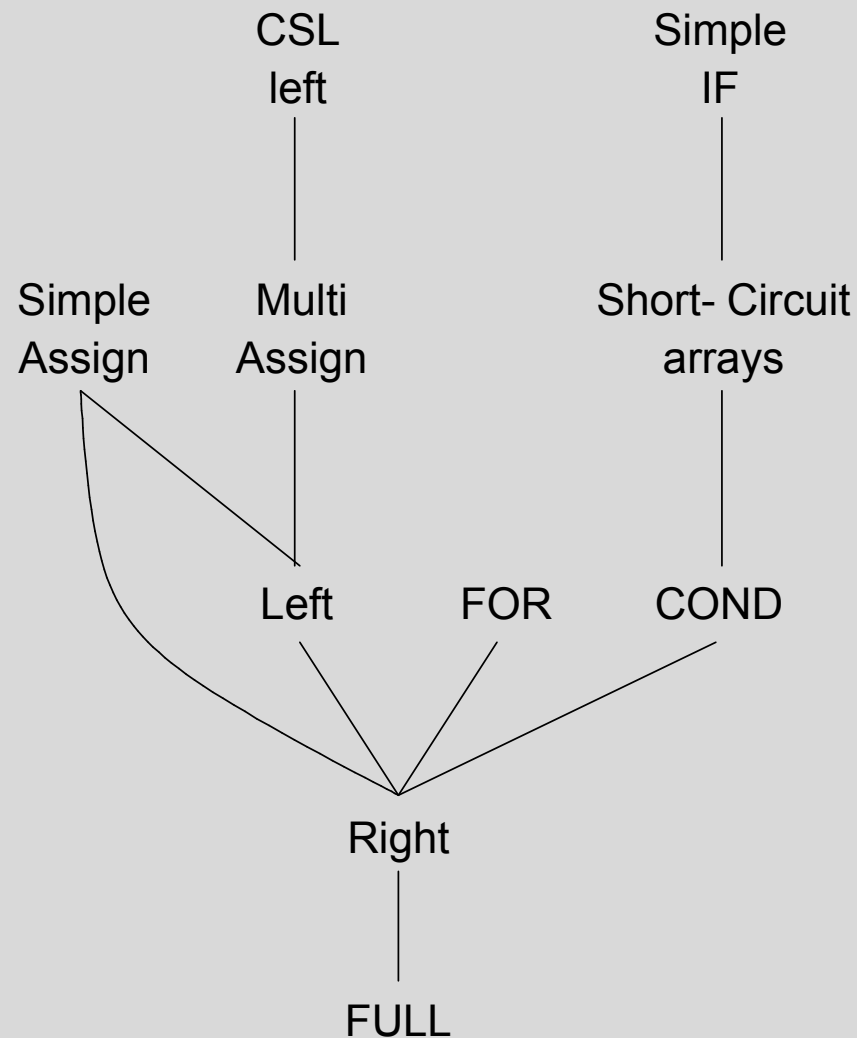 CSL
left
Simple
IF
Simple
Assign
Multi
Assign
Short- Circuit
arrays
Left
FOR
COND
Right
FULL